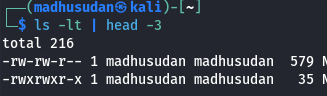 ┌──(madhusudan㉿kali)-[~]
└─$ ls -lt | head -3
total 216
-rw-rw-r-- 1 madhusudan madhusudan  579 N
-rwxrwxr-x 1 madhusudan madhusudan   35 N